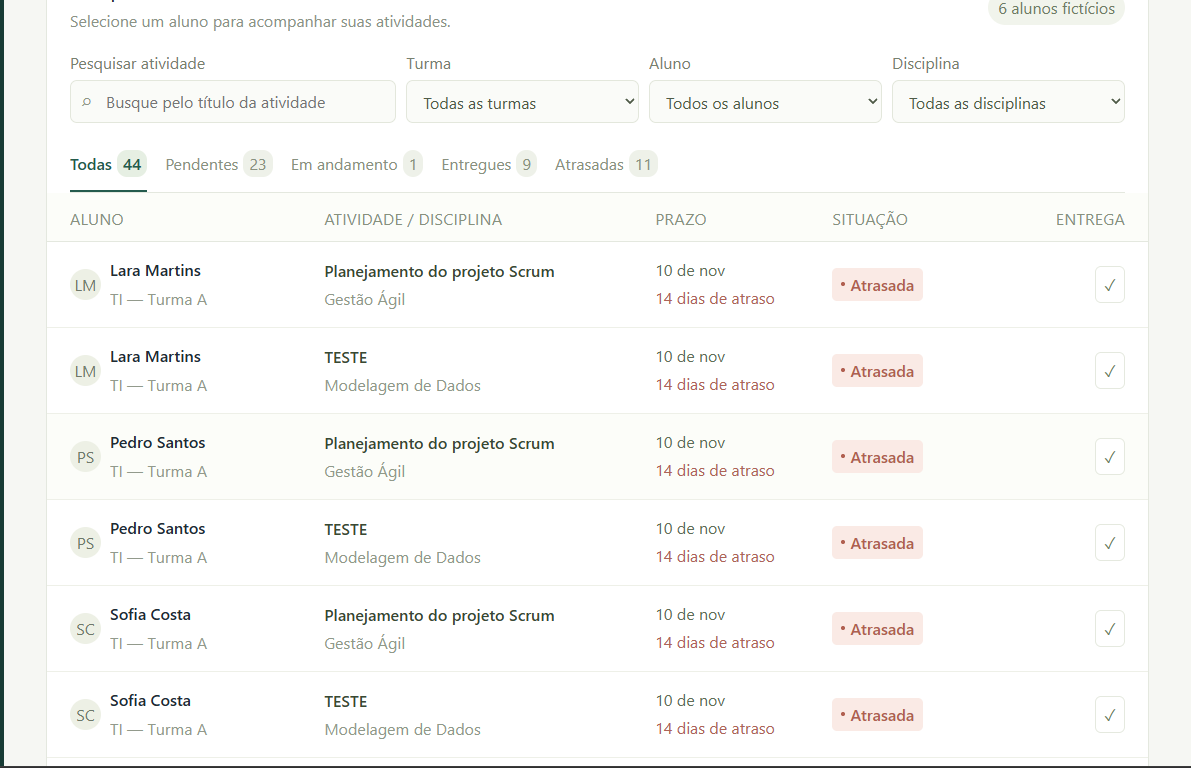 Selecione um aluno para acompanhar suas atividades.
6 alunos fictícios
Pesquisar atividade
Turma
Aluno
Disciplina
Busque pelo título da atividade
Todas as turmas
Todos os alunos
Todas as disciplinas
Todas 44
Pendentes 23
Em andamento 1
Entregues 9
Atrasadas 11
ALUNO
ATIVIDADE / DISCIPLINA
PRAZO
SITUAÇÃO
ENTREGA
LM
Lara Martins
TI — Turma A
Planejamento do projeto Scrum
Gestão Ágil
10 de nov
14 dias de atraso
• Atrasada
✓
LM
Lara Martins
TI — Turma A
TESTE
Modelagem de Dados
10 de nov
14 dias de atraso
• Atrasada
✓
PS
Pedro Santos
TI — Turma A
Planejamento do projeto Scrum
Gestão Ágil
10 de nov
14 dias de atraso
• Atrasada
✓
PS
Pedro Santos
TI — Turma A
TESTE
Modelagem de Dados
10 de nov
14 dias de atraso
• Atrasada
✓
SC
Sofia Costa
TI — Turma A
Planejamento do projeto Scrum
Gestão Ágil
10 de nov
14 dias de atraso
• Atrasada
✓
SC
Sofia Costa
TI — Turma A
TESTE
Modelagem de Dados
10 de nov
14 dias de atraso
• Atrasada
✓